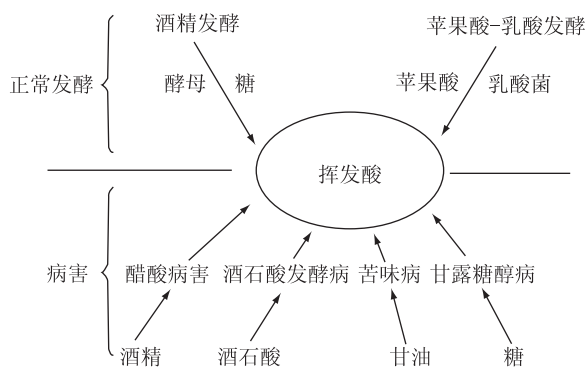 酒精发酵
苹果酸-乳酸发酵
正常发酵
酵母 糖
苹果酸 乳酸菌
挥发酸
病害
醋酸病害 酒石酸发酵病 苦味病 甘露糖醇病
酒精 酒石酸 甘油 糖